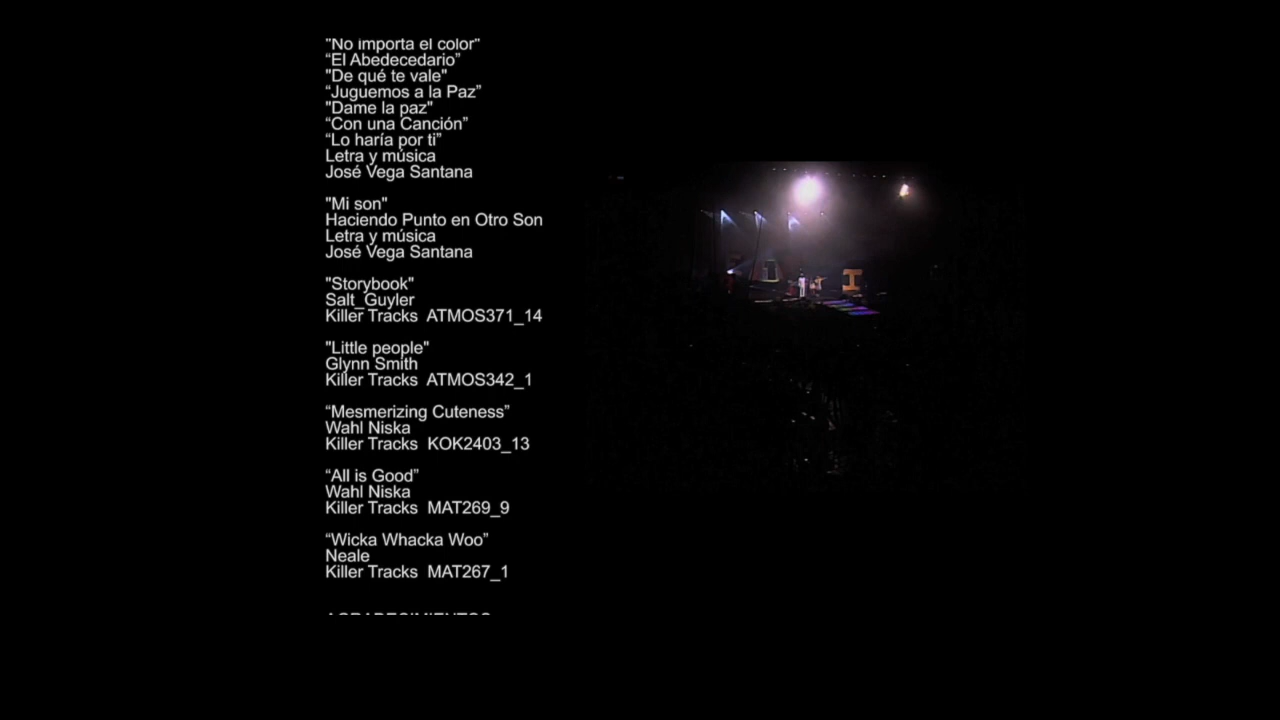 "No importa el color"
“El Abedecedario”
"De qué te vale"
“Juguemos a la Paz”
"Dame la paz"
“Con una Canción”
“Lo haría por ti”
Letra y música
José Vega Santana
"Mi son"
Haciendo Punto en Otro Son
Letra y música
José Vega Santana
"Storybook"
Salt_Guyler
Killer Tracks  ATMOS371_14
"Little people"
Glynn Smith
Killer Tracks  ATMOS342_1
“Mesmerizing Cuteness”
Wahl Niska
Killer Tracks  KOK2403_13
“All is Good”
Wahl Niska
Killer Tracks  MAT269_9
“Wicka Whacka Woo”
Neale
Killer Tracks  MAT267_1
AGRADECIMIENTOS